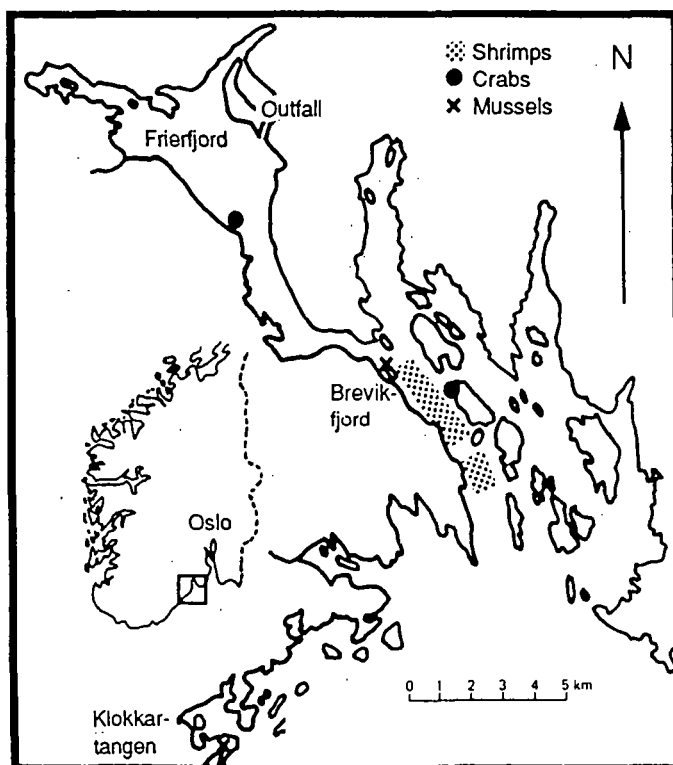 Shrimps
Crabs
Mussels
N
Outfall
Frierfjord
Brevik-
fjord
Oslo
0 1 2 3 4 5 km
Klokkar-
tangen